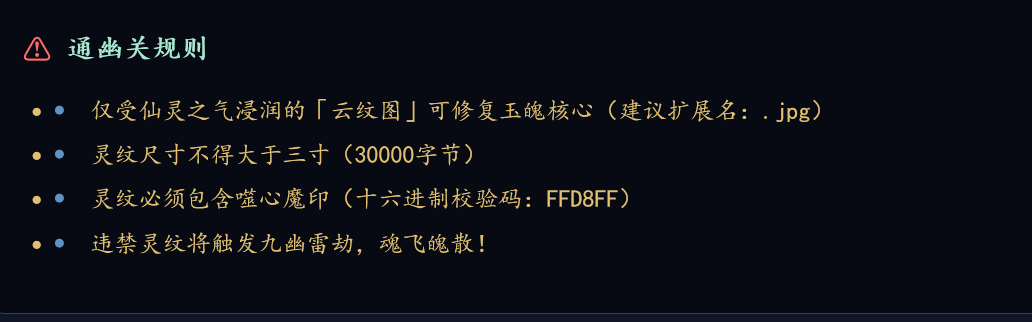 通幽关规则
仅受仙灵之气浸润的「云纹图」可修复玉魄核心（建议扩展名：.jpg）
灵纹尺寸不得大于三寸（30000字节）
灵纹必须包含噬心魔印（十六进制校验码：FFD8FF）
违禁灵纹将触发九幽雷劫，魂飞魄散！